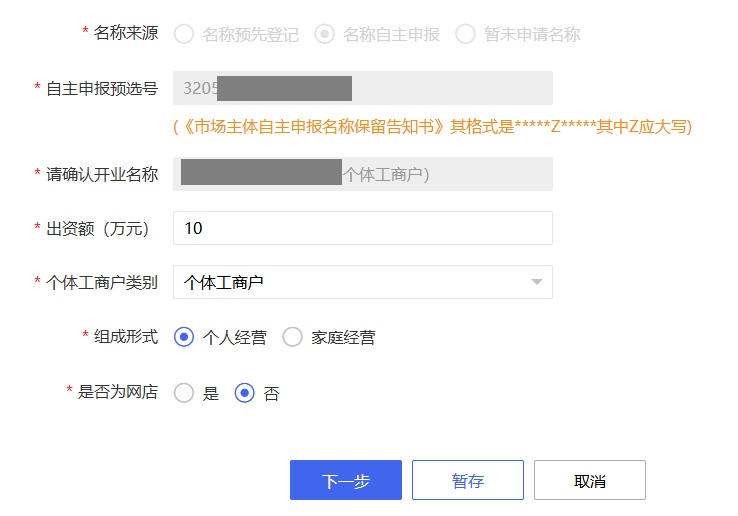 * 名称来源 名称预先登记 名称自主申报 暂未申请名称
* 自主申报预选号 3205
(《市场主体自主申报名称保留告知书》其格式是*****Z*****其中Z应大写)
* 请确认开业名称 个体工商户）
* 出资额（万元） 10
* 个体工商户类别 个体工商户
* 组成形式 个人经营 家庭经营
* 是否为网店 是 否
下一步 暂存 取消